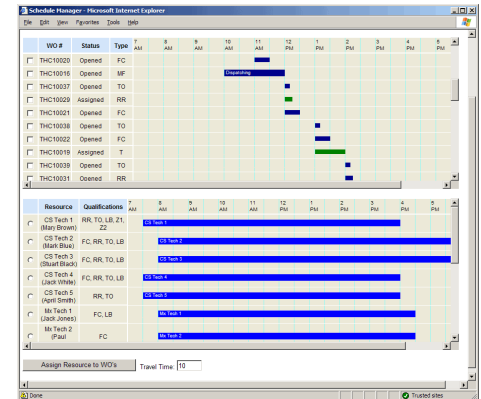 Schedule Manager - Microsoft Internet Explorer
File Edit View Favorites Tools Help
WO # Status Type 7 AM 8 AM 9 AM 10 AM 11 AM 12 PM 1 PM 2 PM 3 PM 4 PM 5 PM
THC10020 Opened FC
THC10016 Opened MF Dispatching
THC10037 Opened TO
THC10029 Assigned RR
THC10021 Opened FC
THC10038 Opened TO
THC10022 Opened FC
THC10019 Assigned T
THC10039 Opened TO
THC10031 Opened RR
Resource Qualifications 7 AM 8 AM 9 AM 10 AM 11 AM 12 PM 1 PM 2 PM 3 PM 4 PM 5 PM
CS Tech 1 (Mary Brown) RR, TO, LB, Z1, Z2 CS Tech 1
CS Tech 2 (Mark Blue) FC, RR, TO, LB CS Tech 2
CS Tech 3 (Stuart Black) FC, RR, TO, LB CS Tech 3
CS Tech 4 (Jack White) FC, RR, TO, LB CS Tech 4
CS Tech 5 (April Smith) RR, TO CS Tech 5
Mx Tech 1 (Jack Jones) FC, LB Mx Tech 1
Mx Tech 2 (Paul FC Mx Tech 2
Assign Resource to WO's Travel Time: 10
Done Trusted sites